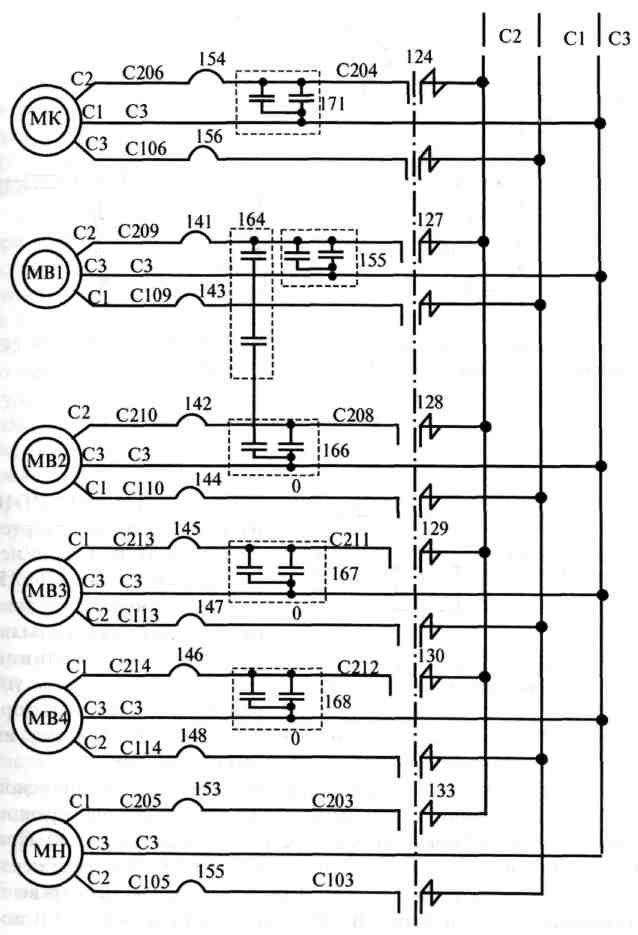 C2 C1 C3
C2 C206 154 C204 124
MK C1 C3 171
C3 C106 156
C2 C209 141 164 127
MB1 C3 C3 155
C1 C109 143
C2 C210 142 C208 128
MB2 C3 C3 166
C1 C110 144 0
C1 C213 145 C211 129
MB3 C3 C3 167
C2 C113 147 0
C1 C214 146 C212 130
MB4 C3 C3 168
C2 C114 148 0
C1 C205 153 C203 133
MH C3 C3
C2 C105 155 C103